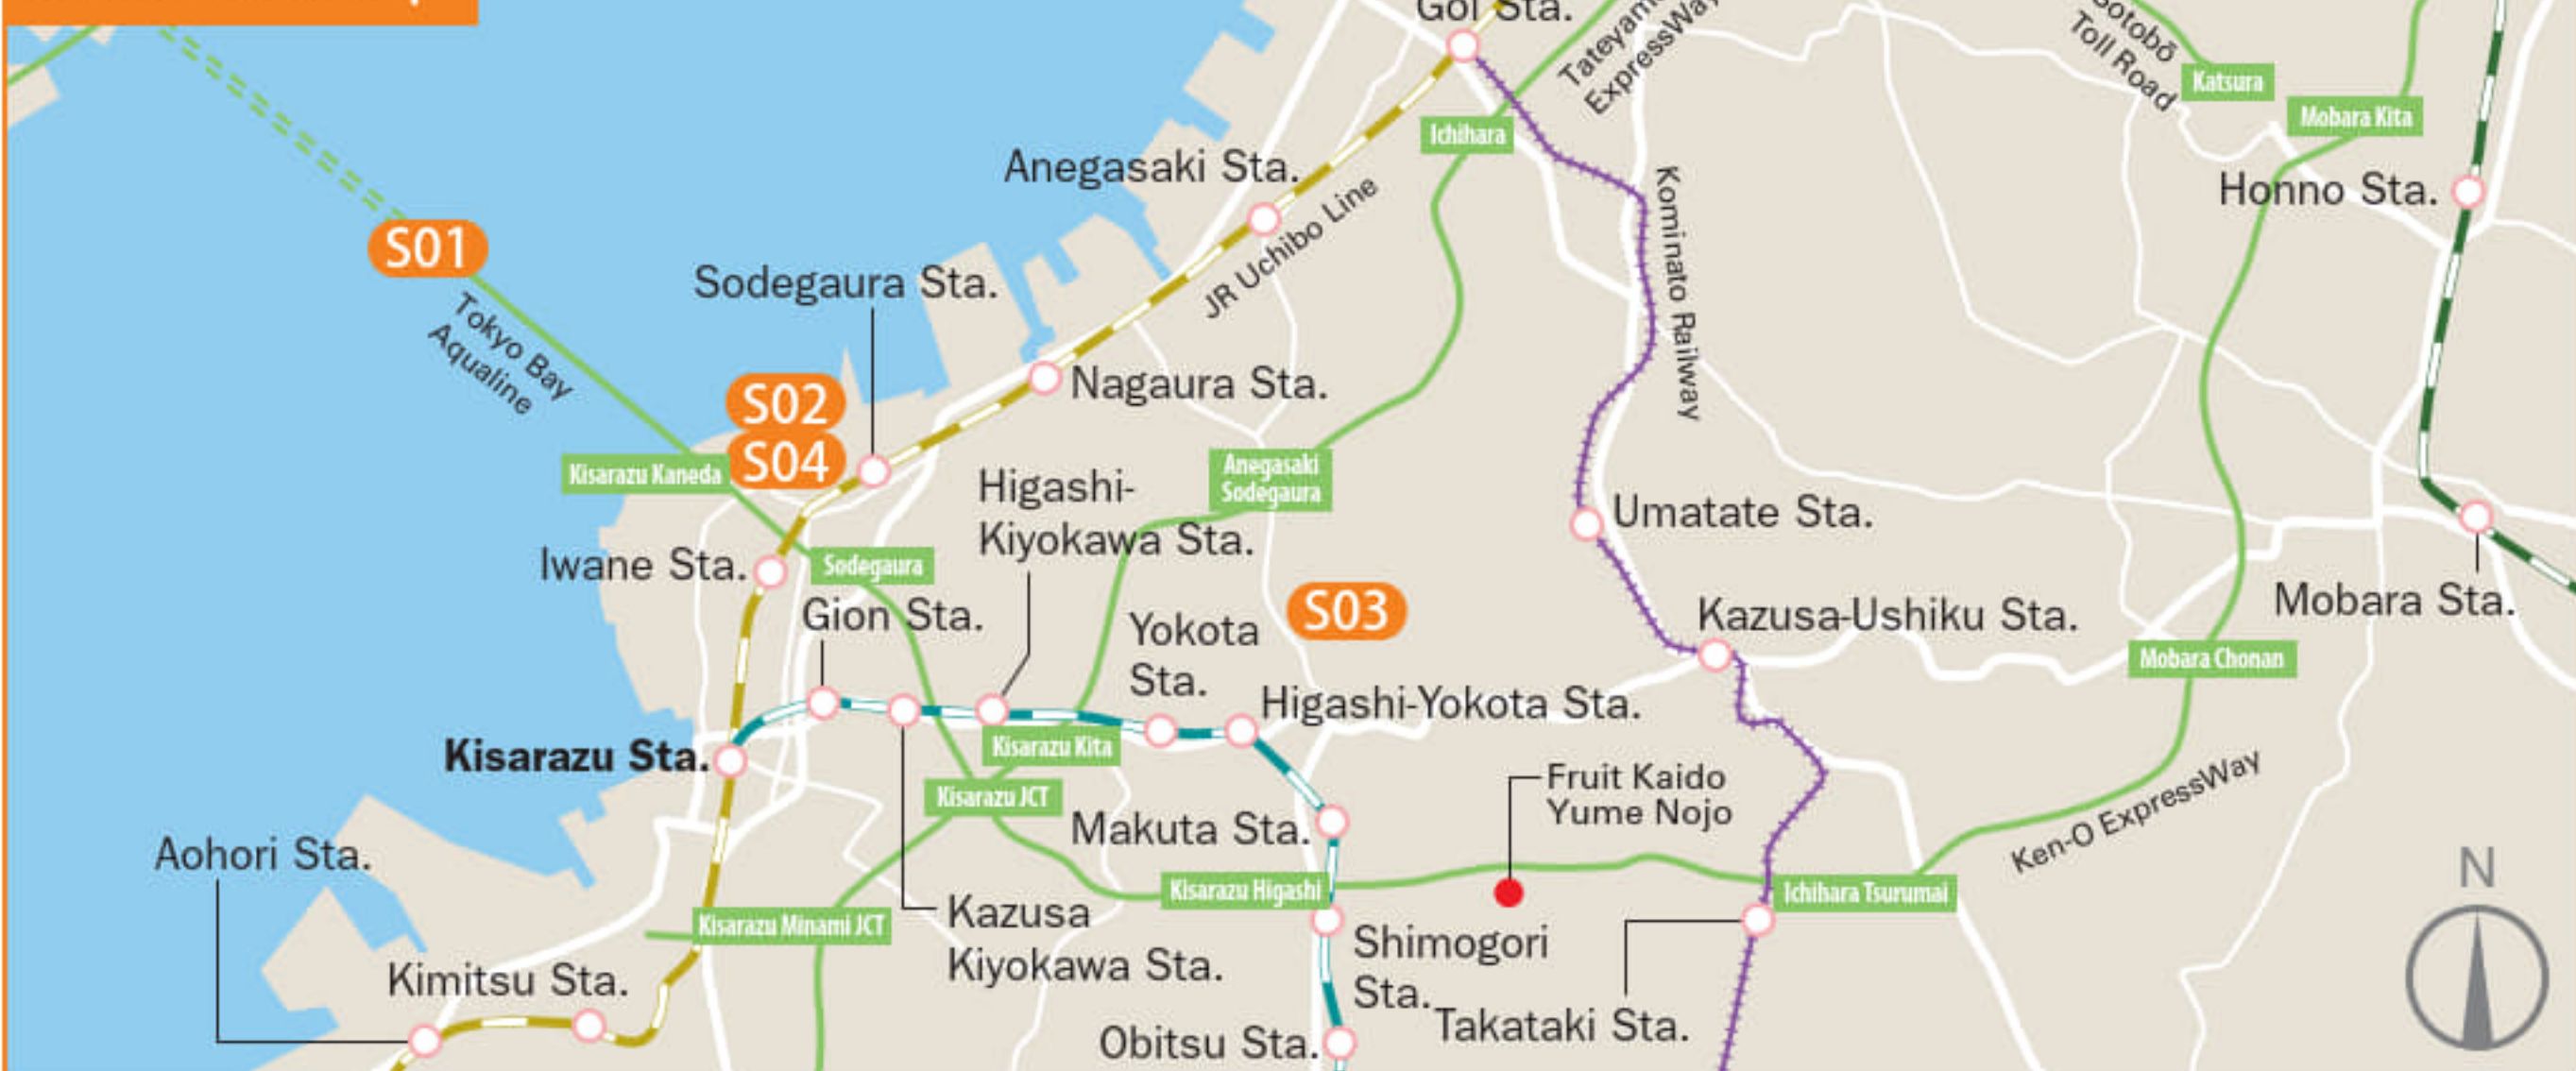 Goi Sta.
Tateyama
ExpressWay
Sotobō
Toll Road
Katsura
Mobara Kita
Ichihara
Anegasaki Sta.
Kominato Railway
Honno Sta.
JR Uchibo Line
S01
Sodegaura Sta.
Tokyo Bay
Aqualine
Nagaura Sta.
S02
S04
Kisarazu Kaneda
Anegasaki
Sodegaura
Higashi-
Kiyokawa Sta.
Umatate Sta.
Iwane Sta.
Sodegaura
Gion Sta.
S03
Yokota
Sta.
Kazusa-Ushiku Sta.
Mobara Sta.
Mobara Chonan
Higashi-Yokota Sta.
Kisarazu Sta.
Kisarazu Kita
Kisarazu JCT
Fruit Kaido
Yume Nojo
Makuta Sta.
Ken-O ExpressWay
Aohori Sta.
Kisarazu Higashi
Ichihara Tsurumai
N
Kisarazu Minami JCT
Kazusa
Kiyokawa Sta.
Shimogori
Sta.
Kimitsu Sta.
Takataki Sta.
Obitsu Sta.